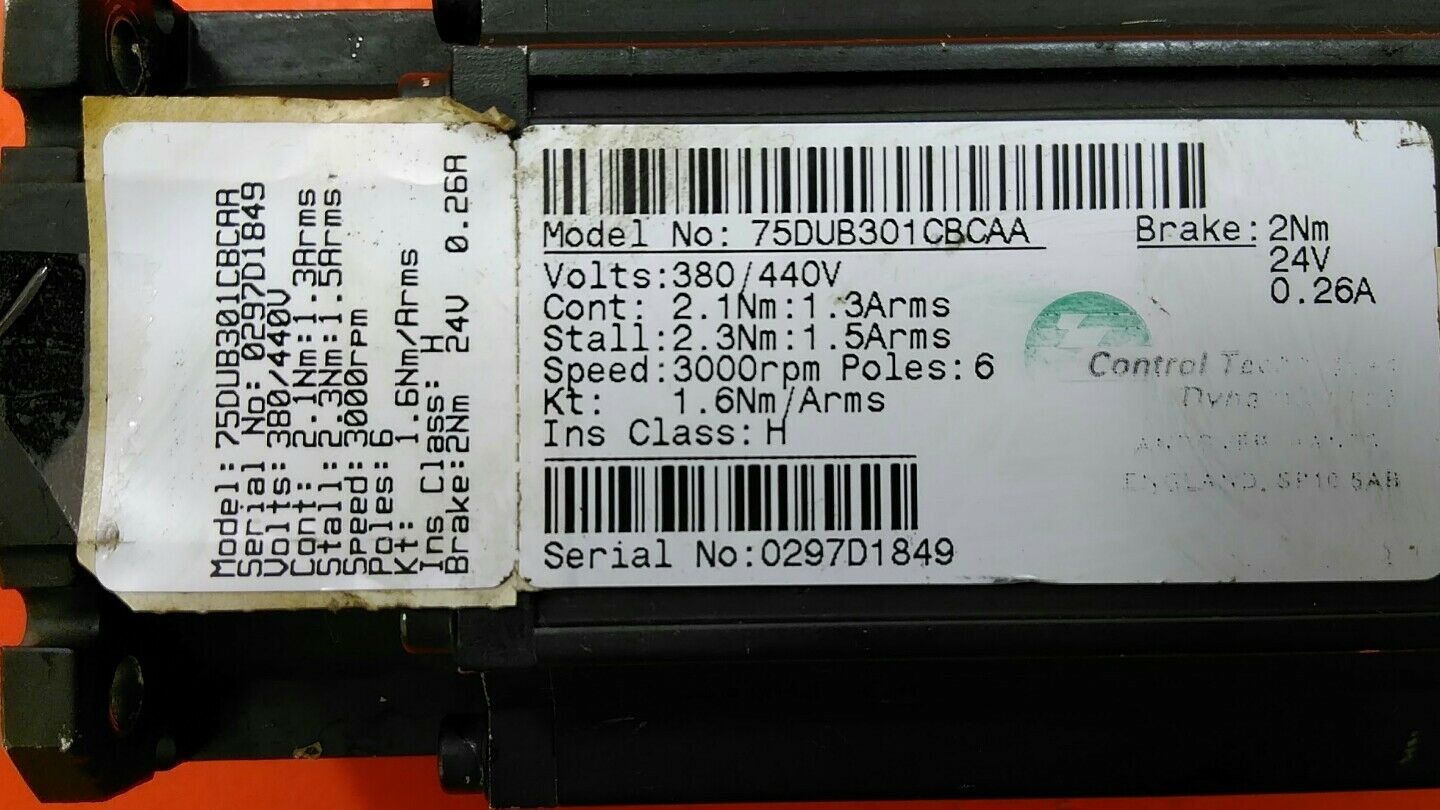 Model: 75DUB301CBCAA
Serial No: 0297D1849
Volts: 380/440V
Cont: 2.1Nm:1.3Arms
Stall: 2.3Nm:1.5Arms
Speed: 3000rpm
Poles: 6
Kt: 1.6Nm/Arms
Ins Class: H
Brake:2Nm 24V 0.26A
Model No: 75DUB301CBCAA
Brake: 2Nm
24V
0.26A
Volts:380/440V
Cont: 2.1Nm:1.3Arms
Stall:2.3Nm:1.5Arms
Speed:3000rpm Poles:6
Kt: 1.6Nm/Arms
Ins Class:H
Control
ENGLAND. SP10 5AB
Serial No:0297D1849